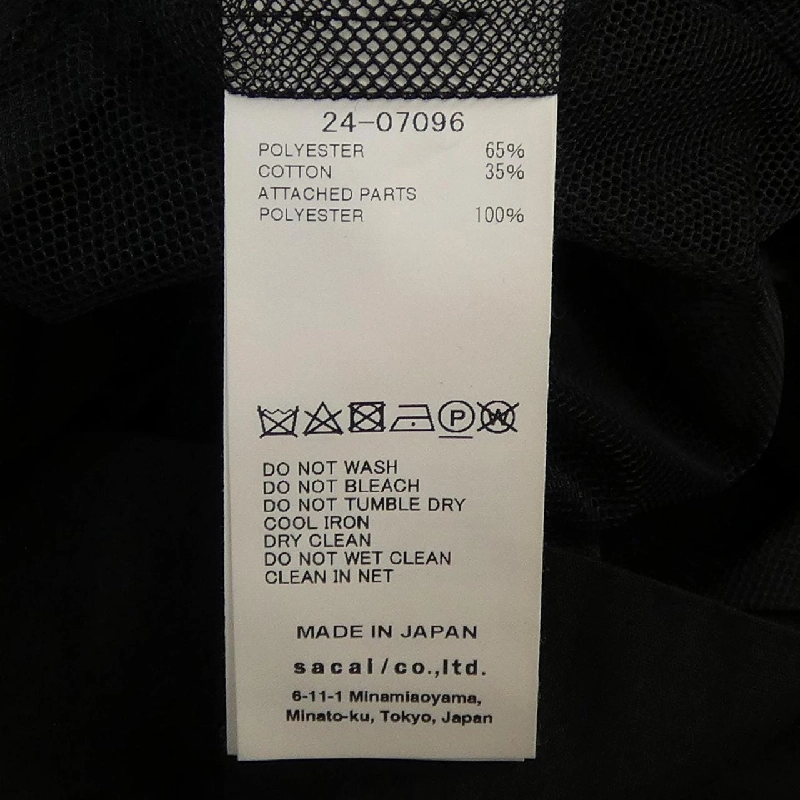 24-07096
POLYESTER 65%
COTTON 35%
ATTACHED PARTS
POLYESTER 100%
P W
DO NOT WASH
DO NOT BLEACH
DO NOT TUMBLE DRY
COOL IRON
DRY CLEAN
DO NOT WET CLEAN
CLEAN IN NET
MADE IN JAPAN
sacai/co.,ltd.
6-11-1 Minamiaoyama,
Minato-ku, Tokyo, Japan